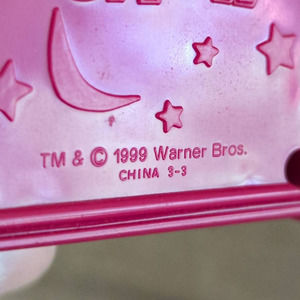 TM & © 1999 Warner Bros.
CHINA 3-3